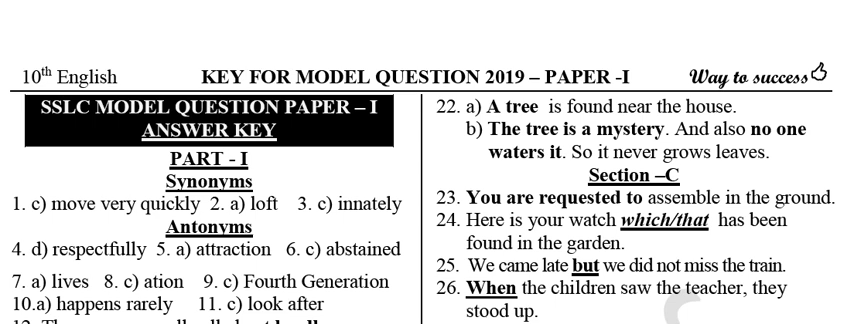 10th English KEY FOR MODEL QUESTION 2019 – PAPER -I Way to success
SSLC MODEL QUESTION PAPER – I
ANSWER KEY
PART - I
Synonyms
1. c) move very quickly 2. a) loft 3. c) innately
Antonyms
4. d) respectfully 5. a) attraction 6. c) abstained
7. a) lives 8. c) ation 9. c) Fourth Generation
10.a) happens rarely 11. c) look after
22. a) A tree is found near the house.
b) The tree is a mystery. And also no one
waters it. So it never grows leaves.
Section –C
23. You are requested to assemble in the ground.
24. Here is your watch which/that has been
found in the garden.
25. We came late but we did not miss the train.
26. When the children saw the teacher, they
stood up.